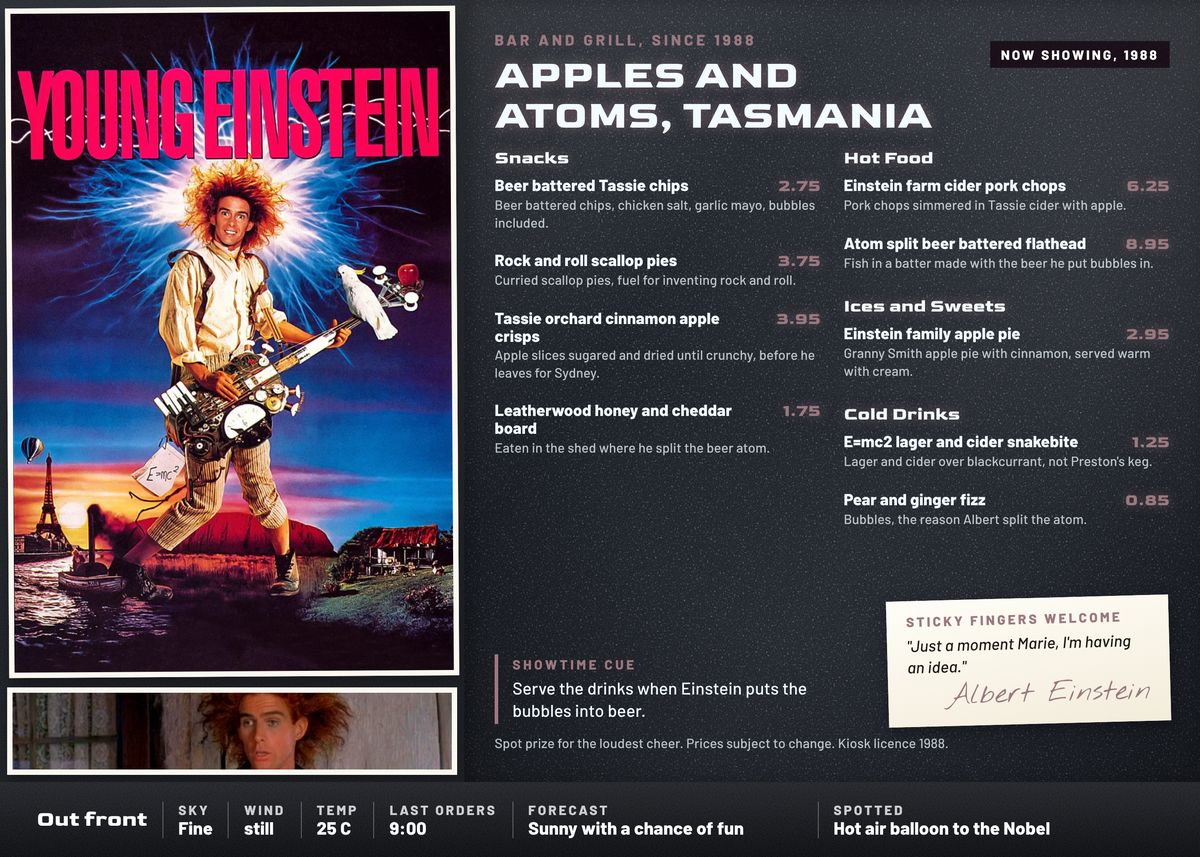 YOUNG EINSTEIN
E=mc²
BAR AND GRILL, SINCE 1988
NOW SHOWING, 1988
APPLES AND
ATOMS, TASMANIA
Snacks
Beer battered Tassie chips 2.75
Beer battered chips, chicken salt, garlic mayo, bubbles
included.
Rock and roll scallop pies 3.75
Curried scallop pies, fuel for inventing rock and roll.
Tassie orchard cinnamon apple 3.95
crisps
Apple slices sugared and dried until crunchy, before he
leaves for Sydney.
Leatherwood honey and cheddar 1.75
board
Eaten in the shed where he split the beer atom.
Hot Food
Einstein farm cider pork chops 6.25
Pork chops simmered in Tassie cider with apple.
Atom split beer battered flathead 8.95
Fish in a batter made with the beer he put bubbles in.
Ices and Sweets
Einstein family apple pie 2.95
Granny Smith apple pie with cinnamon, served warm
with cream.
Cold Drinks
E=mc2 lager and cider snakebite 1.25
Lager and cider over blackcurrant, not Preston's keg.
Pear and ginger fizz 0.85
Bubbles, the reason Albert split the atom.
SHOWTIME CUE
Serve the drinks when Einstein puts the
bubbles into beer.
STICKY FINGERS WELCOME
"Just a moment Marie, I'm having
an idea."
Albert Einstein
Spot prize for the loudest cheer. Prices subject to change. Kiosk licence 1988.
Out front
SKY
Fine
WIND
still
TEMP
25 C
LAST ORDERS
9:00
FORECAST
Sunny with a chance of fun
SPOTTED
Hot air balloon to the Nobel